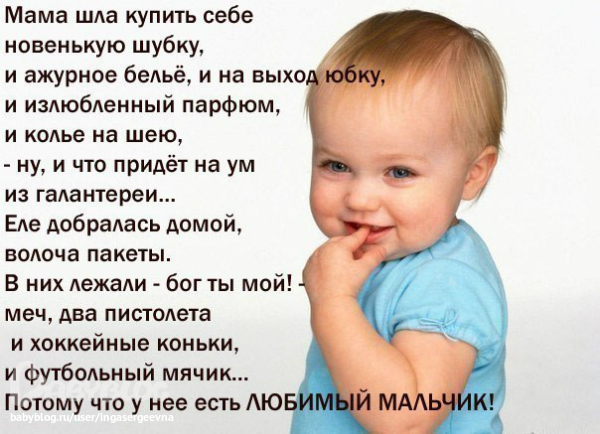 Мама шла купить себе
новенькую шубку,
и ажурное бельё, и на выход юбку,
и излюбленный парфюм,
и колье на шею,
- ну, и что придёт на ум
из галантереи...
Еле добралась домой,
волоча пакеты.
В них лежали - бог ты мой! -
меч, два пистолета
и хоккейные коньки,
и футбольный мячик...
Потому что у нее есть ЛЮБИМЫЙ МАЛЬЧИК!
babyblog.ru/user/ingasergeevna